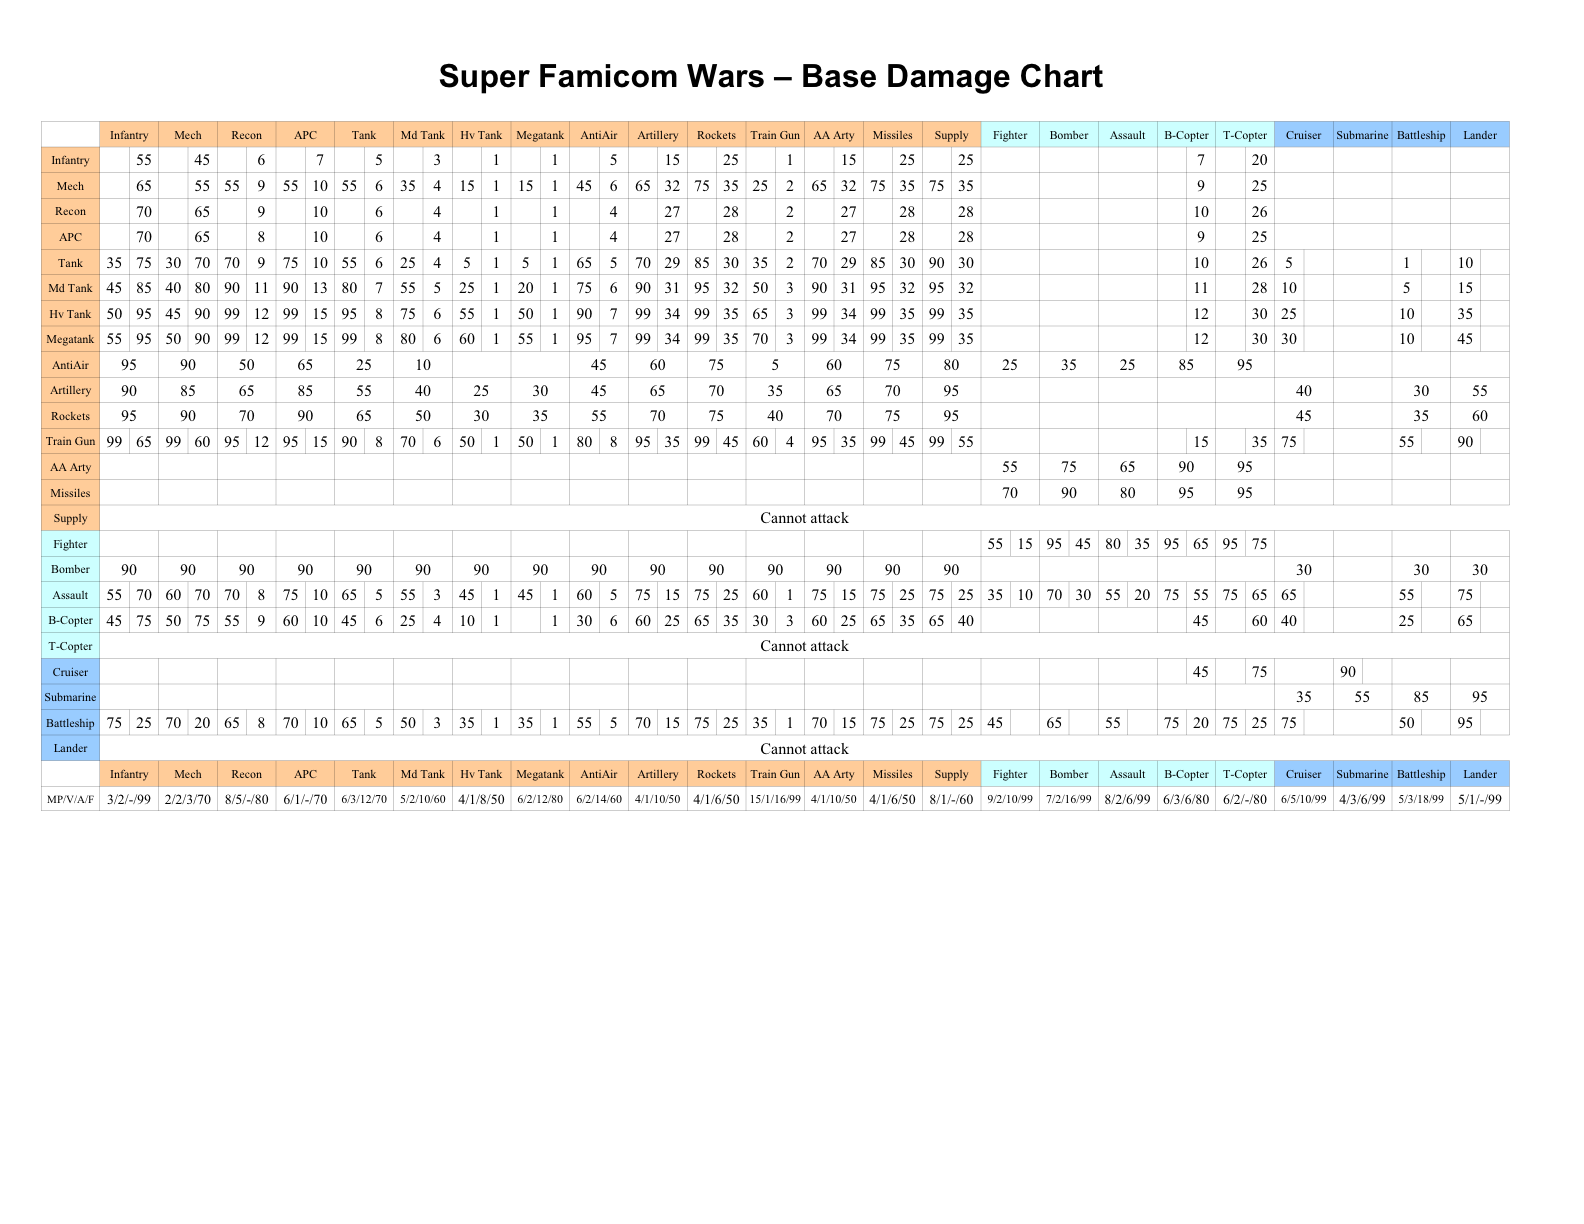 Super Famicom Wars – Base Damage Chart
Infantry Mech Recon APC Tank Md Tank Hv Tank Megatank AntiAir Artillery Rockets Train Gun AA Arty Missiles Supply Fighter Bomber Assault B-Copter T-Copter Cruiser Submarine Battleship Lander
Infantry 55 45 6 7 5 3 1 1 5 15 25 1 15 25 25 7 20
Mech 65 55 55 9 55 10 55 6 35 4 15 1 15 1 45 6 65 32 75 35 25 2 65 32 75 35 75 35 9 25
Recon 70 65 9 10 6 4 1 1 4 27 28 2 27 28 28 10 26
APC 70 65 8 10 6 4 1 1 4 27 28 2 27 28 28 9 25
Tank 35 75 30 70 70 9 75 10 55 6 25 4 5 1 5 1 65 5 70 29 85 30 35 2 70 29 85 30 90 30 10 26 5 1 10
Md Tank 45 85 40 80 90 11 90 13 80 7 55 5 25 1 20 1 75 6 90 31 95 32 50 3 90 31 95 32 95 32 11 28 10 5 15
Hv Tank 50 95 45 90 99 12 99 15 95 8 75 6 55 1 50 1 90 7 99 34 99 35 65 3 99 34 99 35 99 35 12 30 25 10 35
Megatank 55 95 50 90 99 12 99 15 99 8 80 6 60 1 55 1 95 7 99 34 99 35 70 3 99 34 99 35 99 35 12 30 30 10 45
AntiAir 95 90 50 65 25 10 45 60 75 5 60 75 80 25 35 25 85 95
Artillery 90 85 65 85 55 40 25 30 45 65 70 35 65 70 95 40 30 55
Rockets 95 90 70 90 65 50 30 35 55 70 75 40 70 75 95 45 35 60
Train Gun 99 65 99 60 95 12 95 15 90 8 70 6 50 1 50 1 80 8 95 35 99 45 60 4 95 35 99 45 99 55 15 35 75 55 90
AA Arty 55 75 65 90 95
Missiles 70 90 80 95 95
Supply Cannot attack
Fighter 55 15 95 45 80 35 95 65 95 75
Bomber 90 90 90 90 90 90 90 90 90 90 90 90 90 90 90 30 30 30
Assault 55 70 60 70 70 8 75 10 65 5 55 3 45 1 45 1 60 5 75 15 75 25 60 1 75 15 75 25 75 25 35 10 70 30 55 20 75 55 75 65 65 55 75
B-Copter 45 75 50 75 55 9 60 10 45 6 25 4 10 1 1 30 6 60 25 65 35 30 3 60 25 65 35 65 40 45 60 40 25 65
T-Copter Cannot attack
Cruiser 45 75 90
Submarine 35 55 85 95
Battleship 75 25 70 20 65 8 70 10 65 5 50 3 35 1 35 1 55 5 70 15 75 25 35 1 70 15 75 25 75 25 45 65 55 75 20 75 25 75 50 95
Lander Cannot attack
Infantry Mech Recon APC Tank Md Tank Hv Tank Megatank AntiAir Artillery Rockets Train Gun AA Arty Missiles Supply Fighter Bomber Assault B-Copter T-Copter Cruiser Submarine Battleship Lander
MP/V/A/F 3/2/-/99 2/2/3/70 8/5/-/80 6/1/-/70 6/3/12/70 5/2/10/60 4/1/8/50 6/2/12/80 6/2/14/60 4/1/10/50 4/1/6/50 15/1/16/99 4/1/10/50 4/1/6/50 8/1/-/60 9/2/10/99 7/2/16/99 8/2/6/99 6/3/6/80 6/2/-/80 6/5/10/99 4/3/6/99 5/3/18/99 5/1/-/99